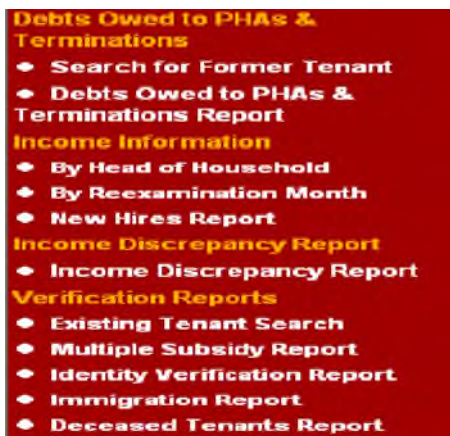 Debts Owed to PHAs &
Terminations
● Search for Former Tenant
● Debts Owed to PHAs &
Terminations Report
Income Information
● By Head of Household
● By Reexamination Month
● New Hires Report
Income Discrepancy Report
● Income Discrepancy Report
Verification Reports
● Existing Tenant Search
● Multiple Subsidy Report
● Identity Verification Report
● Immigration Report
● Deceased Tenants Report